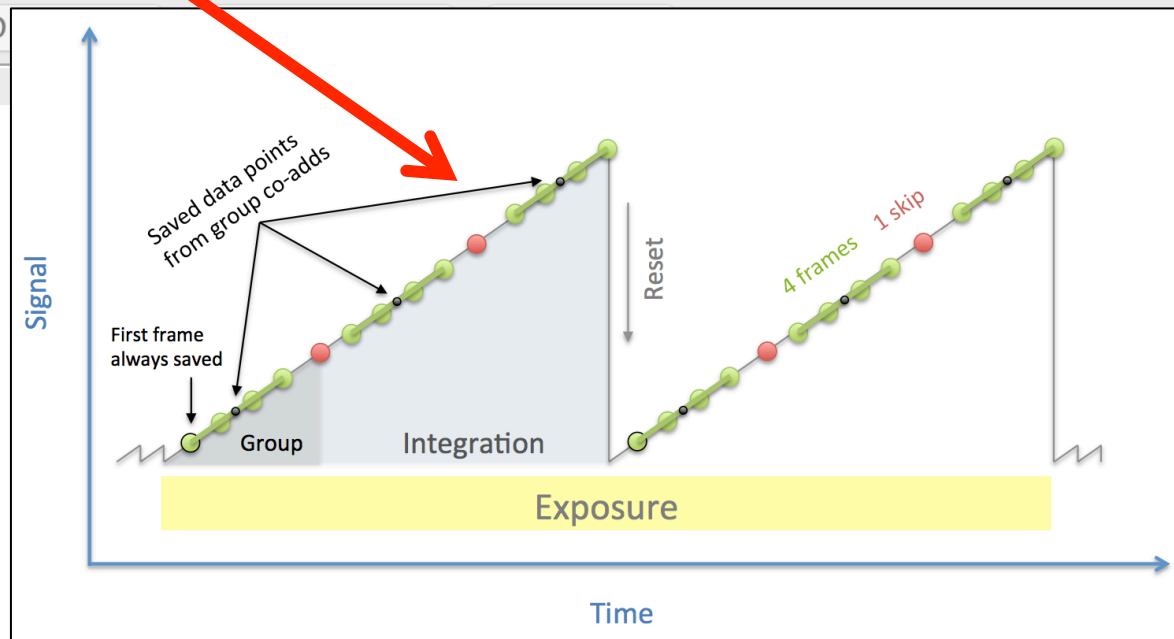 Signal
Saved data points
from group co-adds
First frame
always saved
Group
Integration
Reset
4 frames
1 skip
Exposure
Time